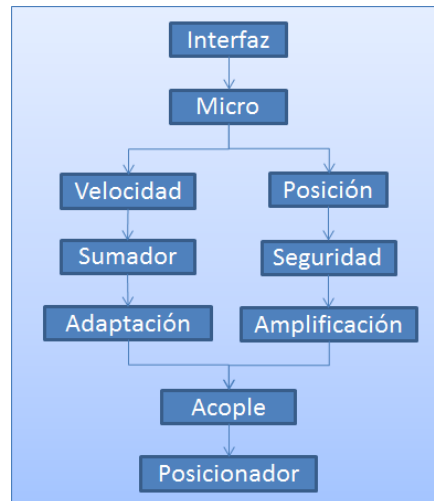 Interfaz
Micro
Velocidad
Posición
Sumador
Seguridad
Adaptación
Amplificación
Acople
Posicionador